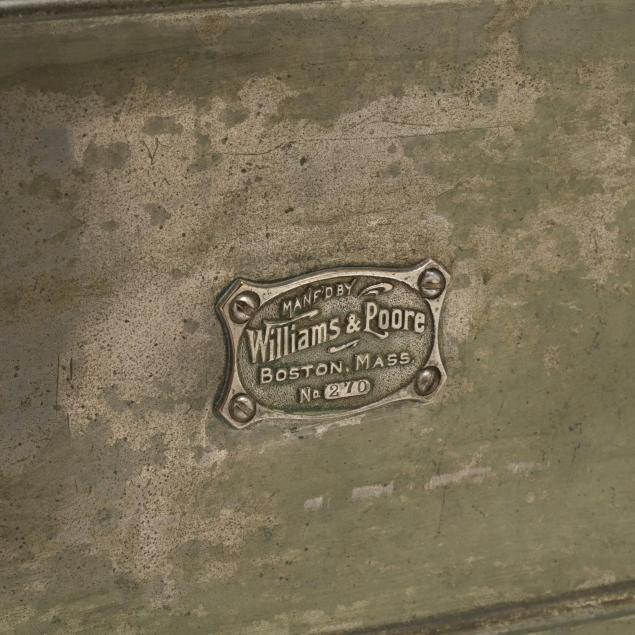 MANF'D BY
Williams & Poore
BOSTON, MASS.
No. 270